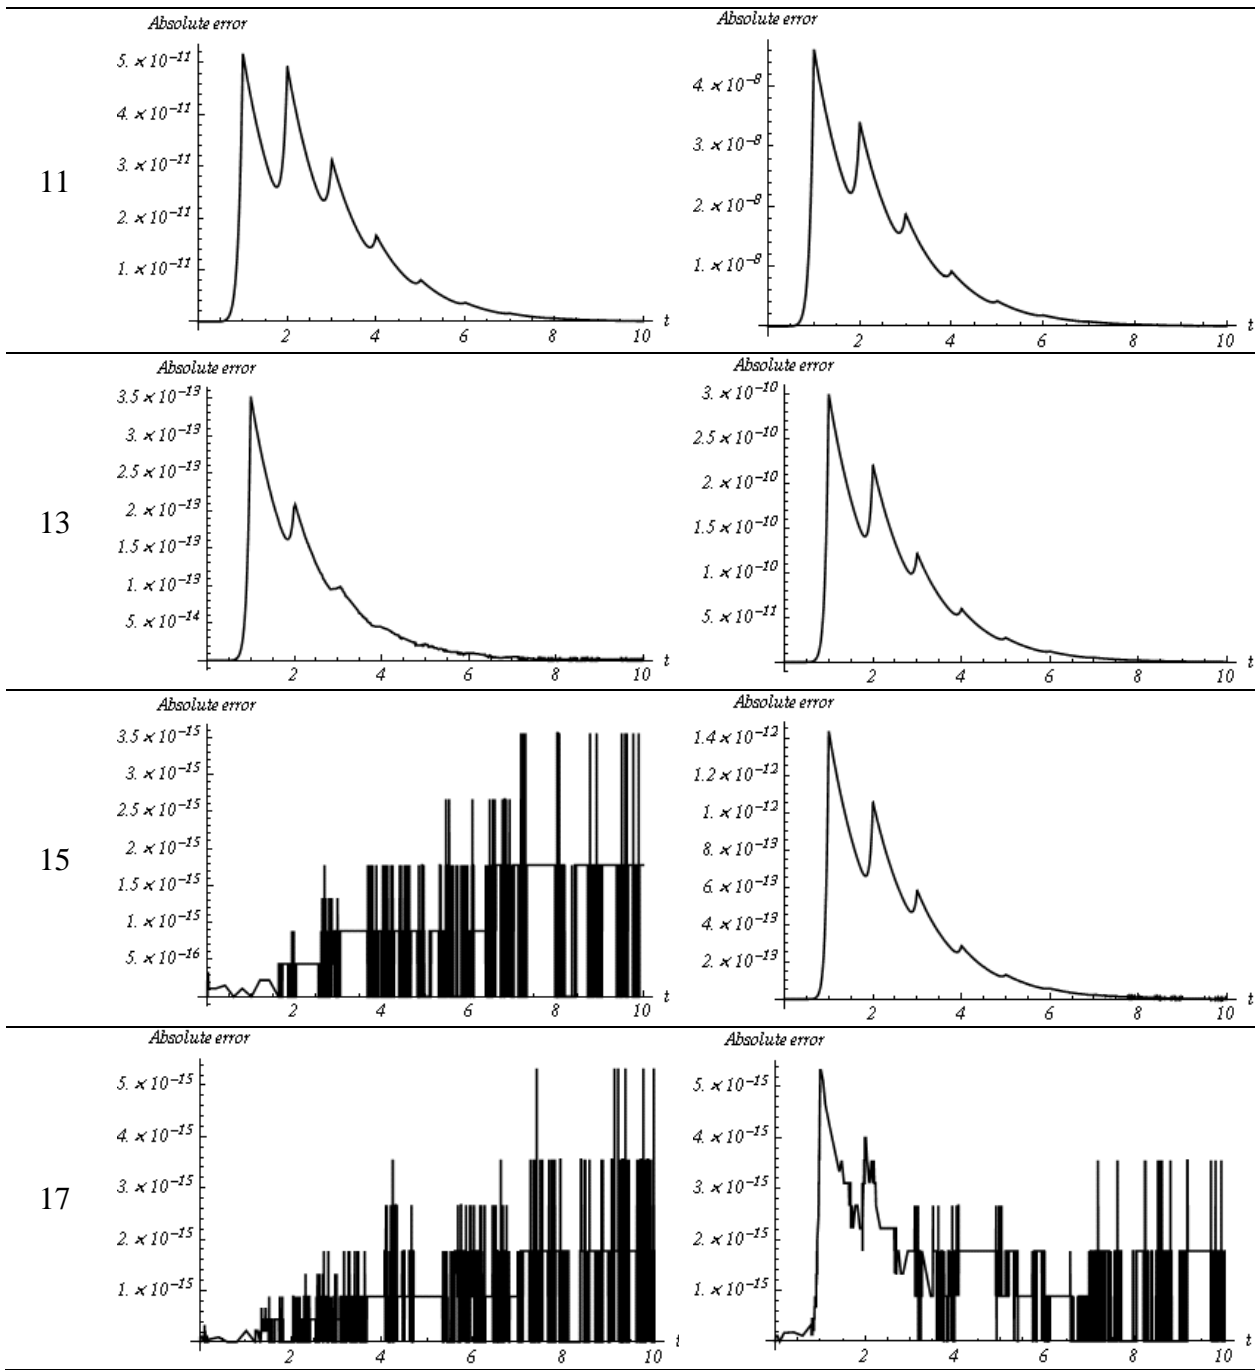 11
Absolute error
5. × 10⁻¹¹
4. × 10⁻¹¹
3. × 10⁻¹¹
2. × 10⁻¹¹
1. × 10⁻¹¹
2 4 6 8 10 t
Absolute error
4. × 10⁻⁸
3. × 10⁻⁸
2. × 10⁻⁸
1. × 10⁻⁸
2 4 6 8 10 t
13
Absolute error
3.5 × 10⁻¹³
3. × 10⁻¹³
2.5 × 10⁻¹³
2. × 10⁻¹³
1.5 × 10⁻¹³
1. × 10⁻¹³
5. × 10⁻¹⁴
2 4 6 8 10 t
Absolute error
3. × 10⁻¹⁰
2.5 × 10⁻¹⁰
2. × 10⁻¹⁰
1.5 × 10⁻¹⁰
1. × 10⁻¹⁰
5. × 10⁻¹¹
2 4 6 8 10 t
15
Absolute error
3.5 × 10⁻¹⁵
3. × 10⁻¹⁵
2.5 × 10⁻¹⁵
2. × 10⁻¹⁵
1.5 × 10⁻¹⁵
1. × 10⁻¹⁵
5. × 10⁻¹⁶
2 4 6 8 10 t
Absolute error
1.4 × 10⁻¹²
1.2 × 10⁻¹²
1. × 10⁻¹²
8. × 10⁻¹³
6. × 10⁻¹³
4. × 10⁻¹³
2. × 10⁻¹³
2 4 6 8 10 t
17
Absolute error
5. × 10⁻¹⁵
4. × 10⁻¹⁵
3. × 10⁻¹⁵
2. × 10⁻¹⁵
1. × 10⁻¹⁵
2 4 6 8 10 t
Absolute error
5. × 10⁻¹⁵
4. × 10⁻¹⁵
3. × 10⁻¹⁵
2. × 10⁻¹⁵
1. × 10⁻¹⁵
2 4 6 8 10 t